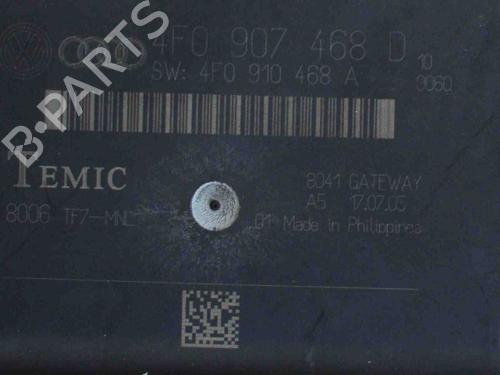 4F0 907 468 D
SW: 4F0 910 468 A
10
9060
B·PARTS
TEMIC
8041 GATEWAY
A5 17.07.05
8006 TF7-MNL
01 Made in Philippines